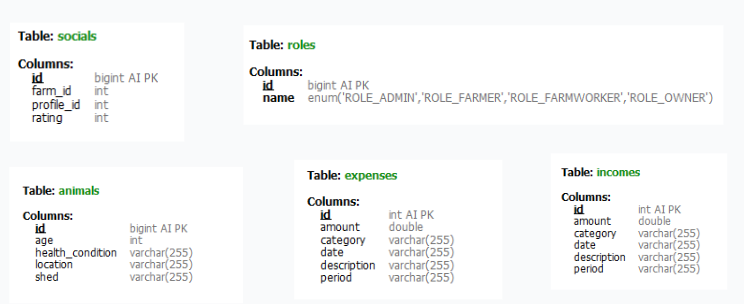 Table: socials
Columns:
id bigint AI PK
farm_id int
profile_id int
rating int
Table: roles
Columns:
id bigint AI PK
name enum('ROLE_ADMIN','ROLE_FARMER','ROLE_FARMWORKER','ROLE_OWNER')
Table: animals
Columns:
id bigint AI PK
age int
health_condition varchar(255)
location varchar(255)
shed varchar(255)
Table: expenses
Columns:
id int AI PK
amount double
category varchar(255)
date varchar(255)
description varchar(255)
period varchar(255)
Table: incomes
Columns:
id int AI PK
amount double
category varchar(255)
date varchar(255)
description varchar(255)
period varchar(255)